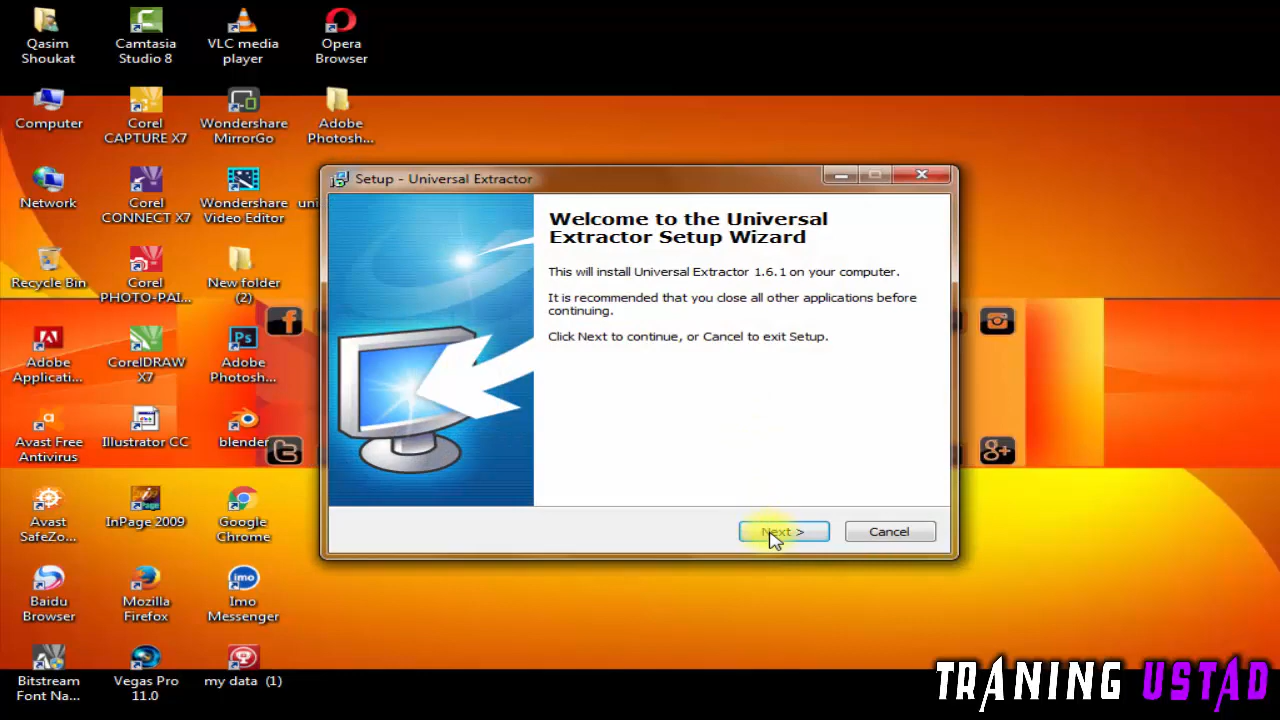 Qasim
Shoukat
Camtasia
Studio 8
VLC media
player
Opera
Browser
Computer
Corel
CAPTURE X7
Wondershare
MirrorGo
Adobe
Photosh...
Network
Corel
CONNECT X7
Wondershare
Video Editor
uni
Recycle Bin
Corel
PHOTO-PAI...
New folder
(2)
Adobe
Applicati...
CorelDRAW
X7
Ps
Adobe
Photosh...
Avast Free
Antivirus
Illustrator CC
blender
Avast
SafeZo...
InPage 2009
Google
Chrome
Baidu
Browser
Mozilla
Firefox
imo
Imo
Messenger
Bitstream
Font Na...
Vegas Pro
11.0
my data (1)
Setup - Universal Extractor
Welcome to the Universal
Extractor Setup Wizard
This will install Universal Extractor 1.6.1 on your computer.
It is recommended that you close all other applications before
continuing.
Click Next to continue, or Cancel to exit Setup.
Next >
Cancel
TRANING USTAD